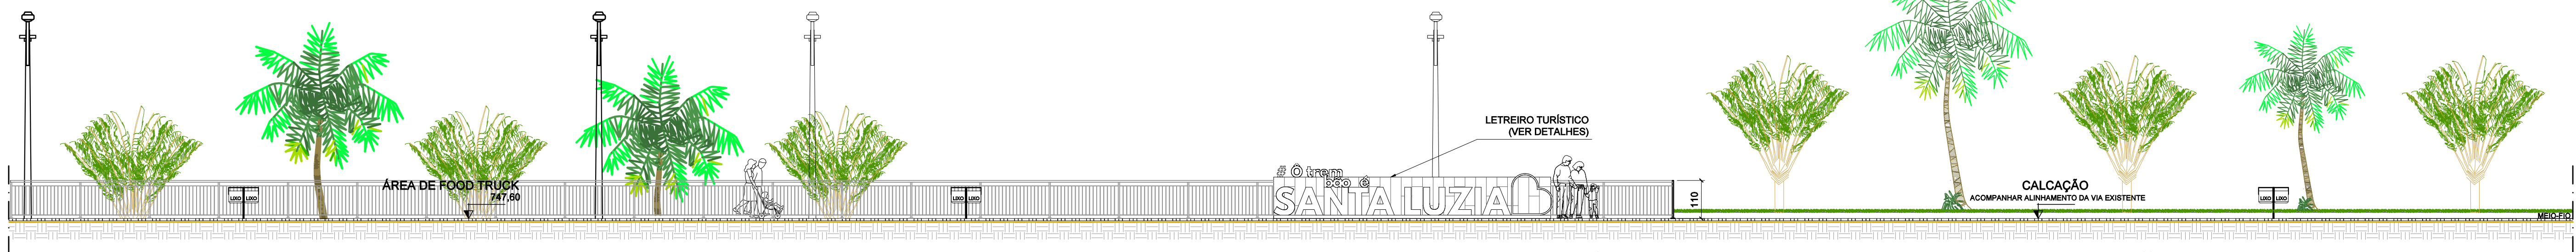 LETREIRO TURÍSTICO
(VER DETALHES)
# Ô trem
bão é
SANTA LUZIA
ÁREA DE FOOD TRUCK
747,60
LIXO LIXO
LIXO LIXO
110
CALCAÇÃO
ACOMPANHAR ALINHAMENTO DA VIA EXISTENTE
LIXO LIXO
MEIO-FIO